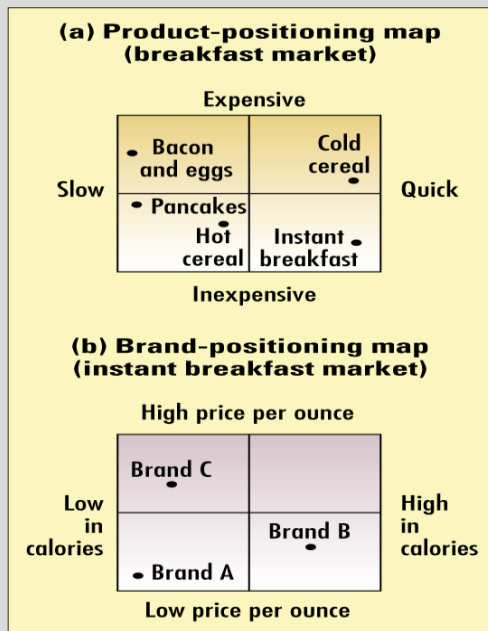 (a) Product-positioning map
(breakfast market)
Expensive
Bacon
and eggs
Cold
cereal
Slow
Quick
Pancakes
Hot
cereal
Instant
breakfast
Inexpensive
(b) Brand-positioning map
(instant breakfast market)
High price per ounce
Brand C
Low
in
calories
High
in
calories
Brand B
Brand A
Low price per ounce